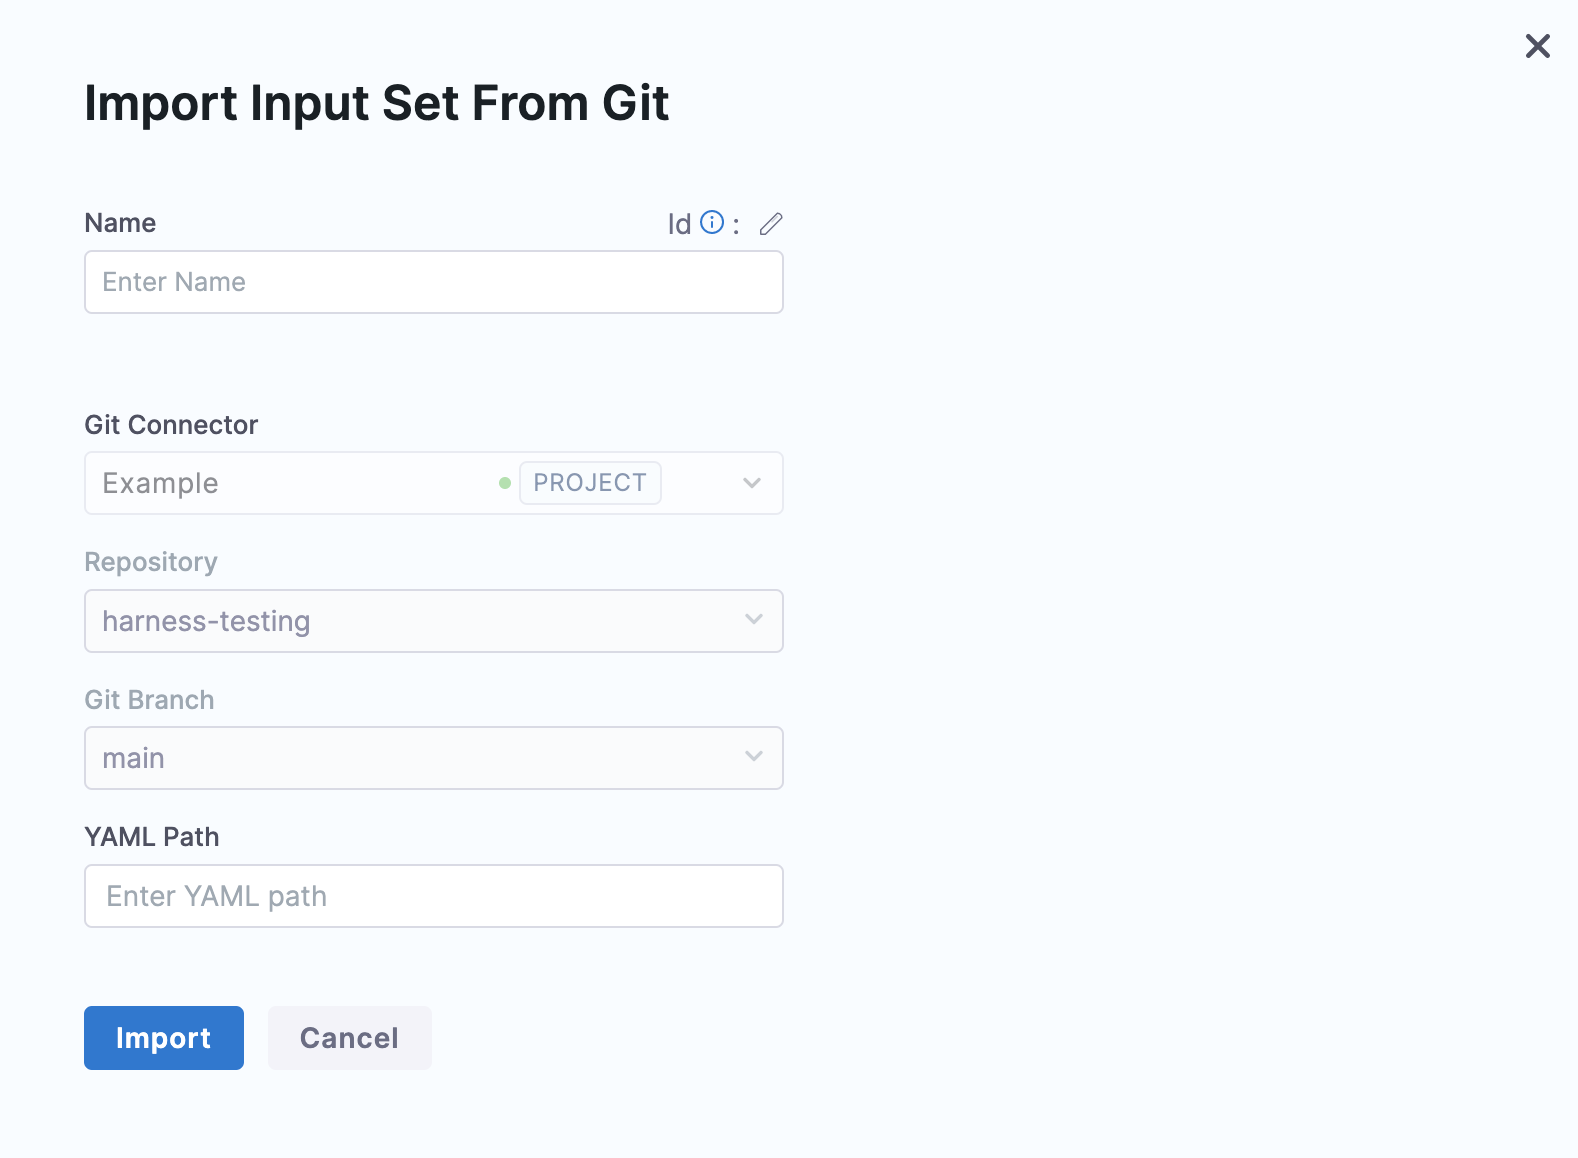 Import Input Set From Git
Name
Id :
Enter Name
Git Connector
Example PROJECT
Repository
harness-testing
Git Branch
main
YAML Path
Enter YAML path
Import Cancel